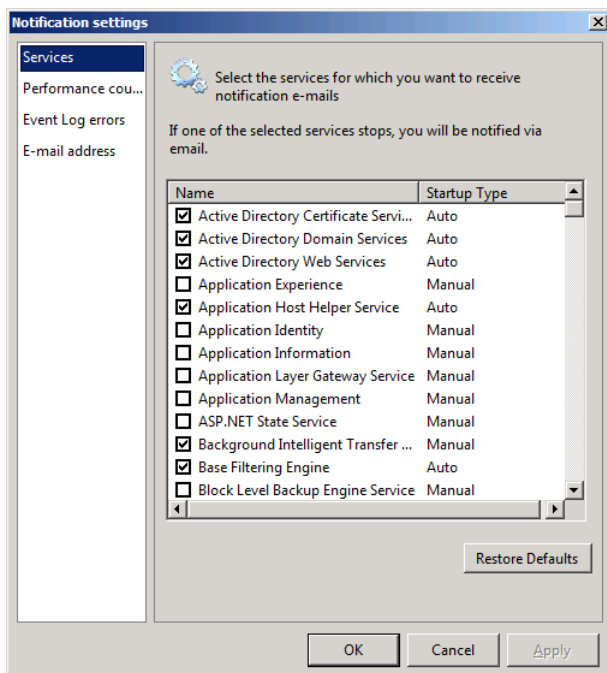 Notification settings
Services
Performance cou...
Event Log errors
E-mail address
Select the services for which you want to receive
notification e-mails
If one of the selected services stops, you will be notified via
email.
Name Startup Type
Active Directory Certificate Servi... Auto
Active Directory Domain Services Auto
Active Directory Web Services Auto
Application Experience Manual
Application Host Helper Service Auto
Application Identity Manual
Application Information Manual
Application Layer Gateway Service Manual
Application Management Manual
ASP.NET State Service Manual
Background Intelligent Transfer ... Manual
Base Filtering Engine Auto
Block Level Backup Engine Service Manual
Restore Defaults
OK Cancel Apply